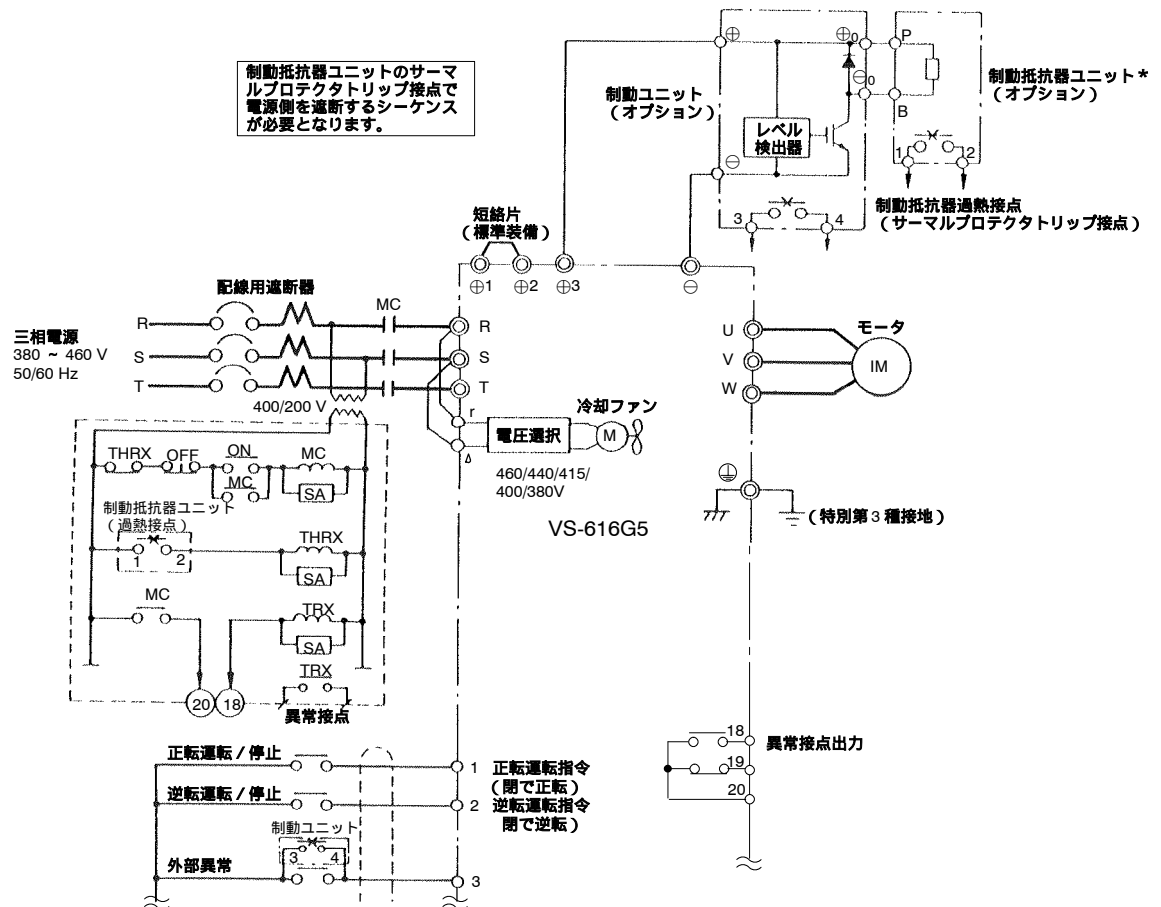 制動抵抗器ユニットのサーマ
ルプロテクタトリップ接点で
電源側を遮断するシーケンス
が必要となります。
制動ユニット
(オプション)
⊕
⊖
レベル
検出器
⊕0
⊖0
P
B
制動抵抗器ユニット*
(オプション)
1 2
3 4
制動抵抗器過熱接点
(サーマルプロテクタトリップ接点)
短絡片
(標準装備)
⊕1 ⊕2 ⊕3 ⊖
配線用遮断器
MC
三相電源
380 ~ 460 V
50/60 Hz
R R
S S
T T
400/200 V
r
電圧選択
冷却ファン
M
460/440/415/
400/380V
VS-616G5
U
V
W
モータ
IM
(特別第3種接地)
THRX OFF ON MC
MC SA
制動抵抗器ユニット
(過熱接点)
1 2
THRX
SA
MC
TRX
SA
TRX
20 18
異常接点
正転運転/停止
1 正転運転指令
(閉で正転)
逆転運転/停止
2 逆転運転指令
閉で逆転)
制動ユニット
3 4
外部異常
3
18 異常接点出力
19
20